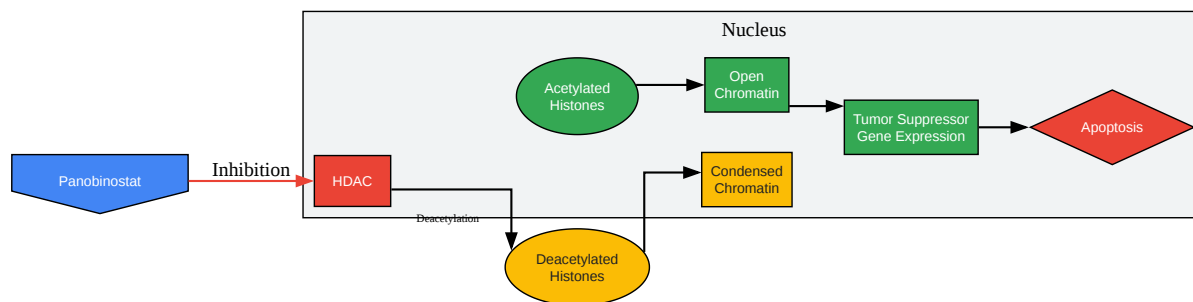 Nucleus
Acetylated
Histones
Open
Chromatin
Tumor Suppressor
Gene Expression
Apoptosis
Panobinostat
Inhibition
HDAC
Condensed
Chromatin
Deacetylation
Deacetylated
Histones